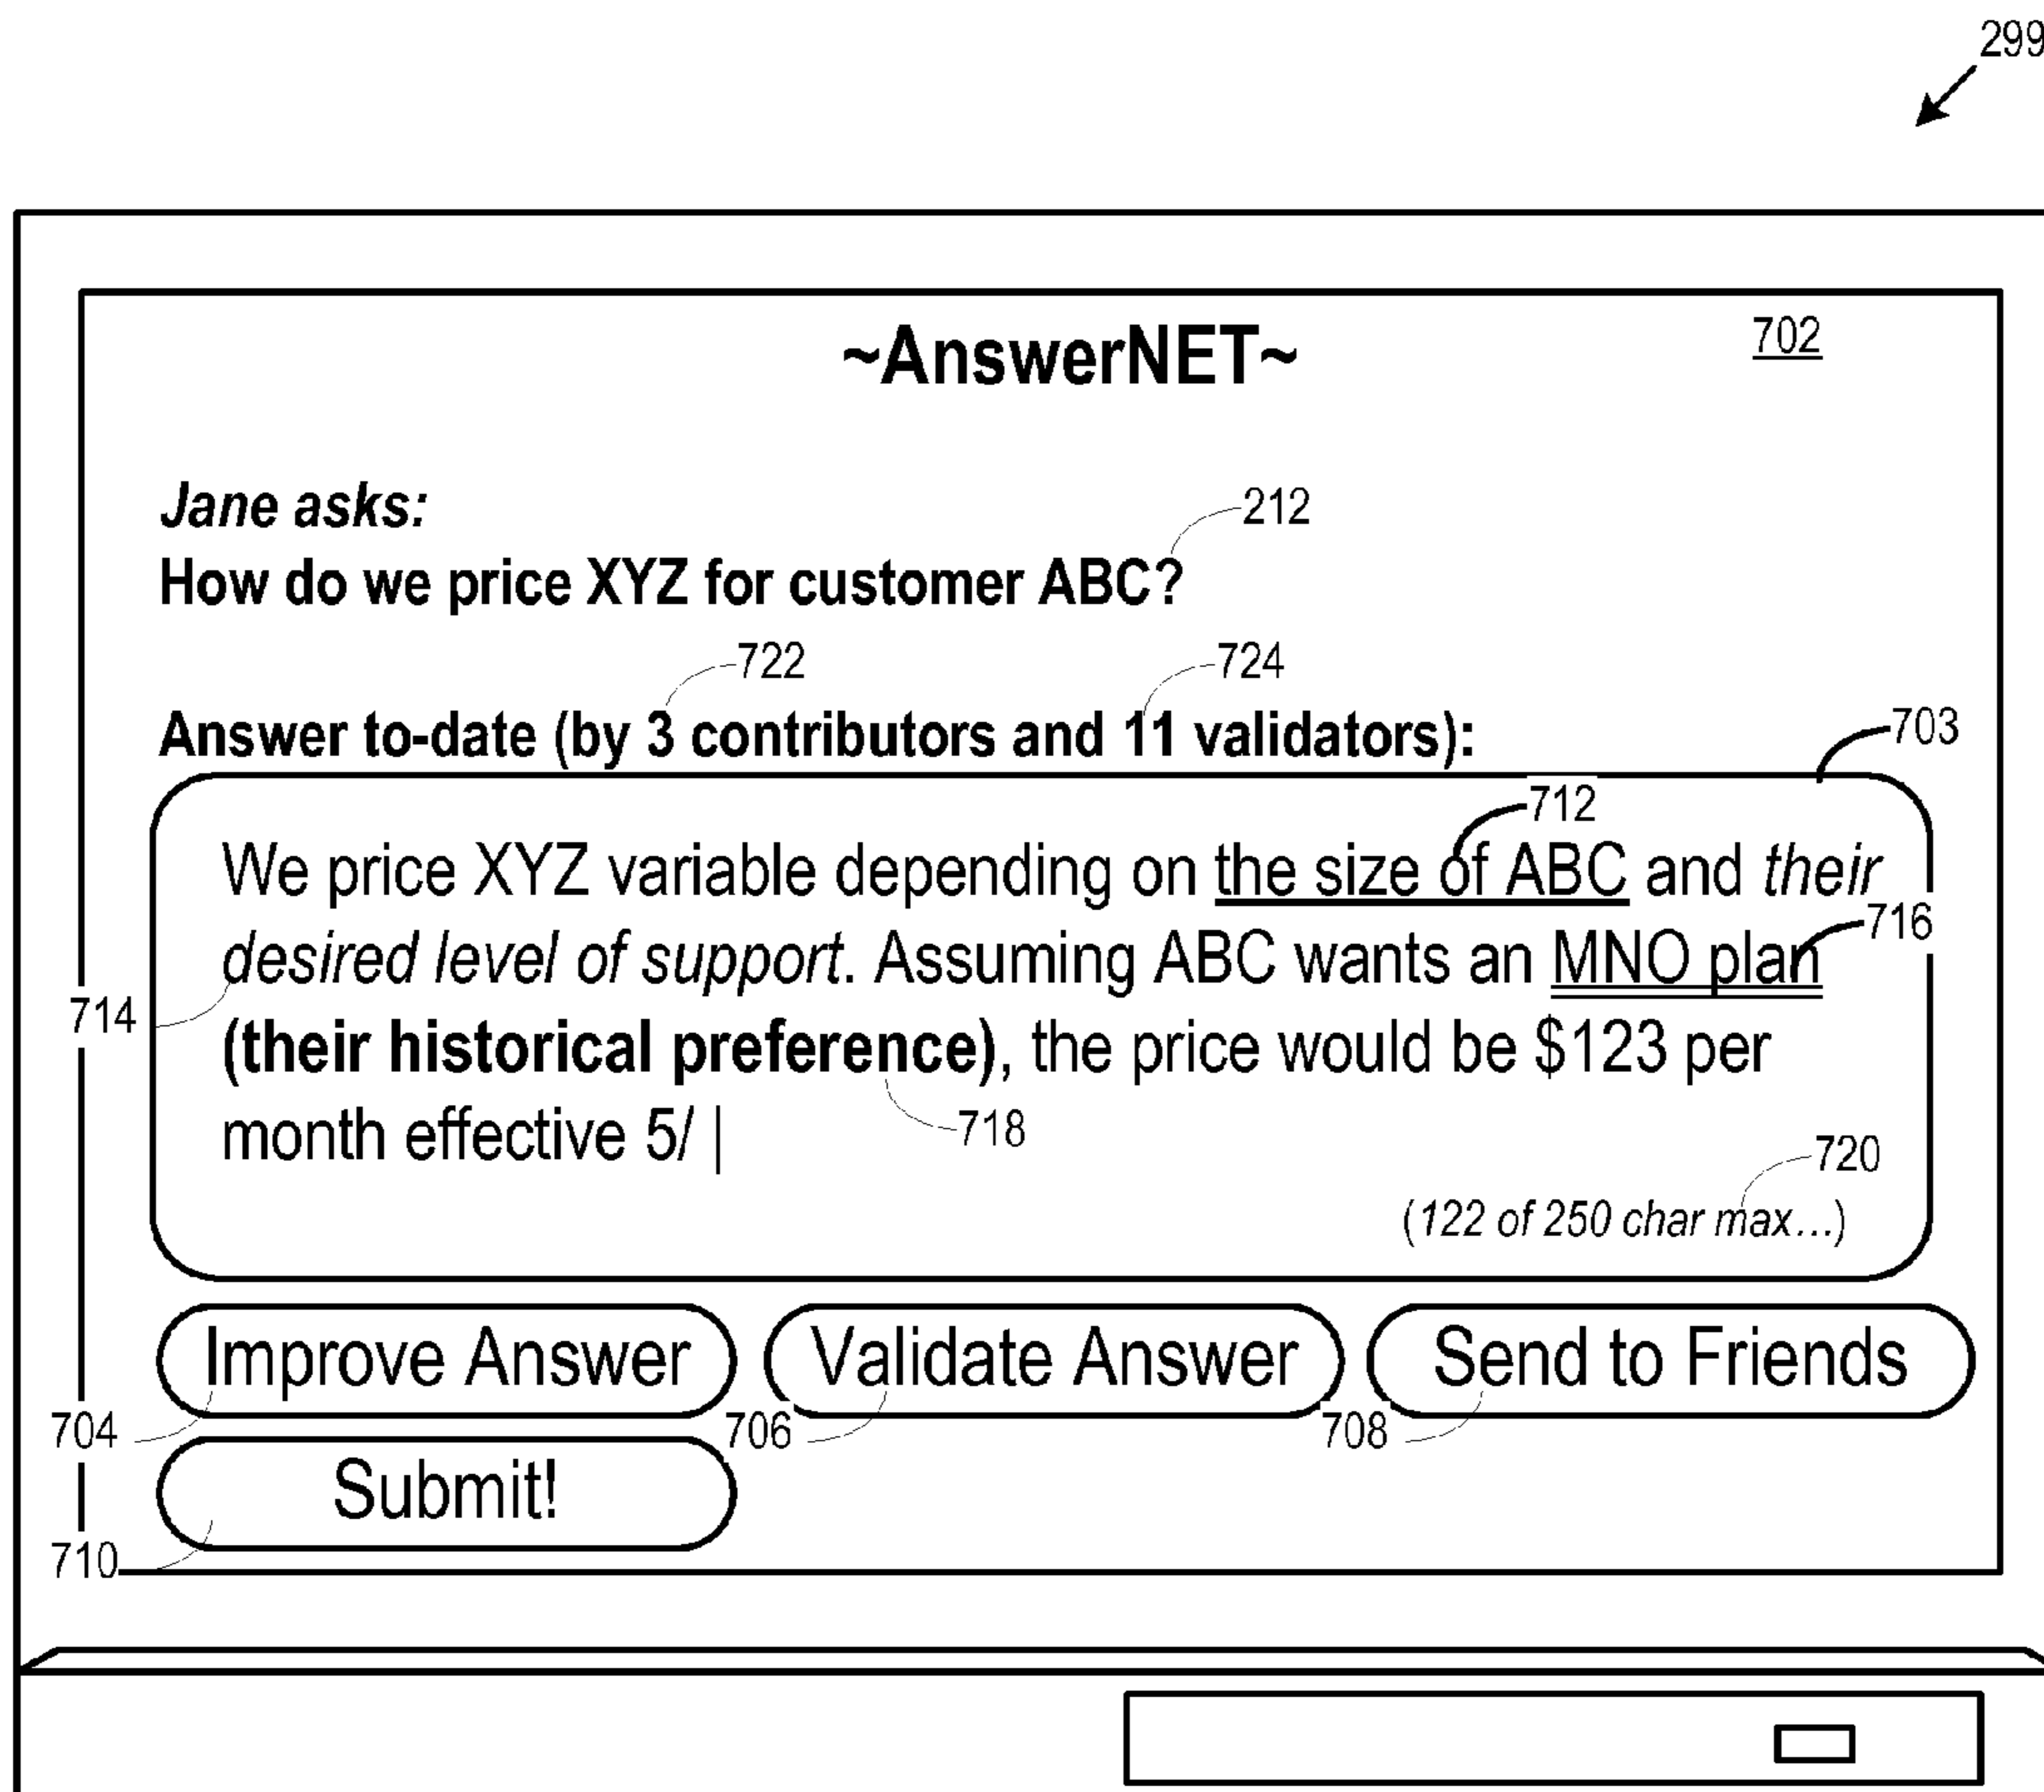 299
~AnswerNET~ 702
Jane asks:
212
How do we price XYZ for customer ABC?
722 724
Answer to-date (by 3 contributors and 11 validators):
703
712
We price XYZ variable depending on the size of ABC and their
716
desired level of support. Assuming ABC wants an MNO plan
714
(their historical preference), the price would be $123 per
718
month effective 5/ |
720
(122 of 250 char max...)
Improve Answer Validate Answer Send to Friends
704 706 708
Submit!
710